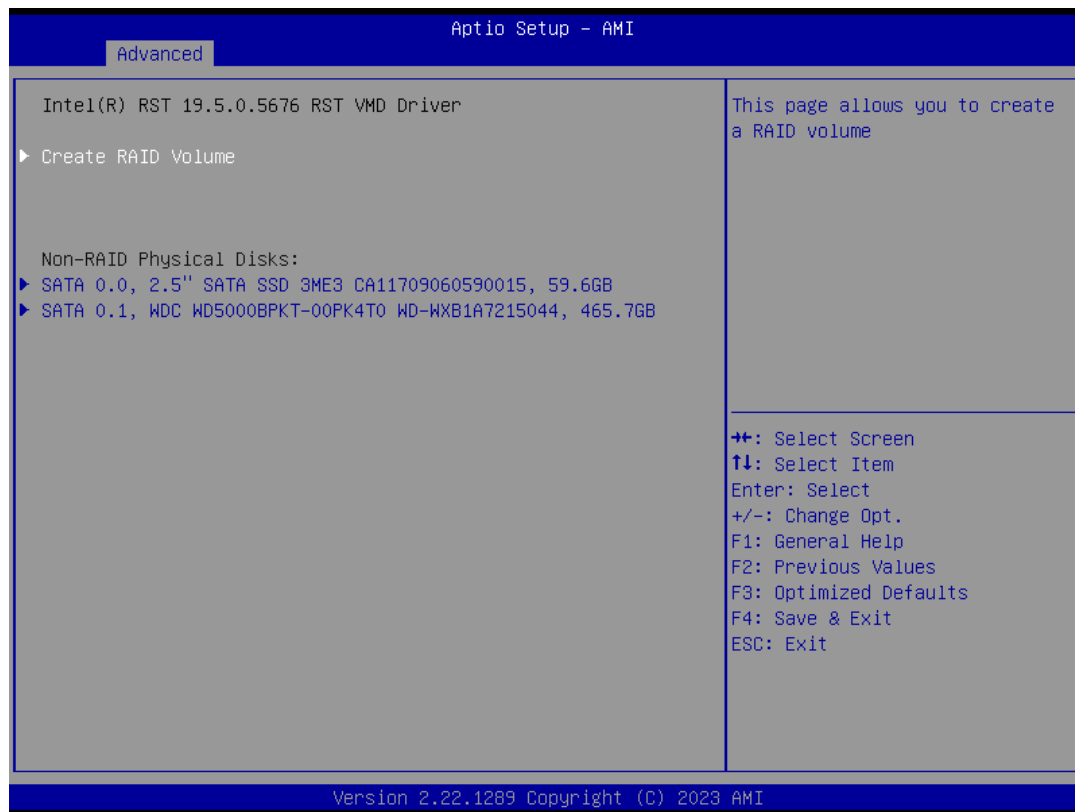 Aptio Setup – AMI
Advanced
Intel(R) RST 19.5.0.5676 RST VMD Driver
Create RAID Volume
Non-RAID Physical Disks:
SATA 0.0, 2.5" SATA SSD 3ME3 CA11709060590015, 59.6GB
SATA 0.1, WDC WD5000BPKT-00PK4T0 WD-WXB1A7215044, 465.7GB
This page allows you to create
a RAID volume
→←: Select Screen
↑↓: Select Item
Enter: Select
+/-: Change Opt.
F1: General Help
F2: Previous Values
F3: Optimized Defaults
F4: Save & Exit
ESC: Exit
Version 2.22.1289 Copyright (C) 2023 AMI